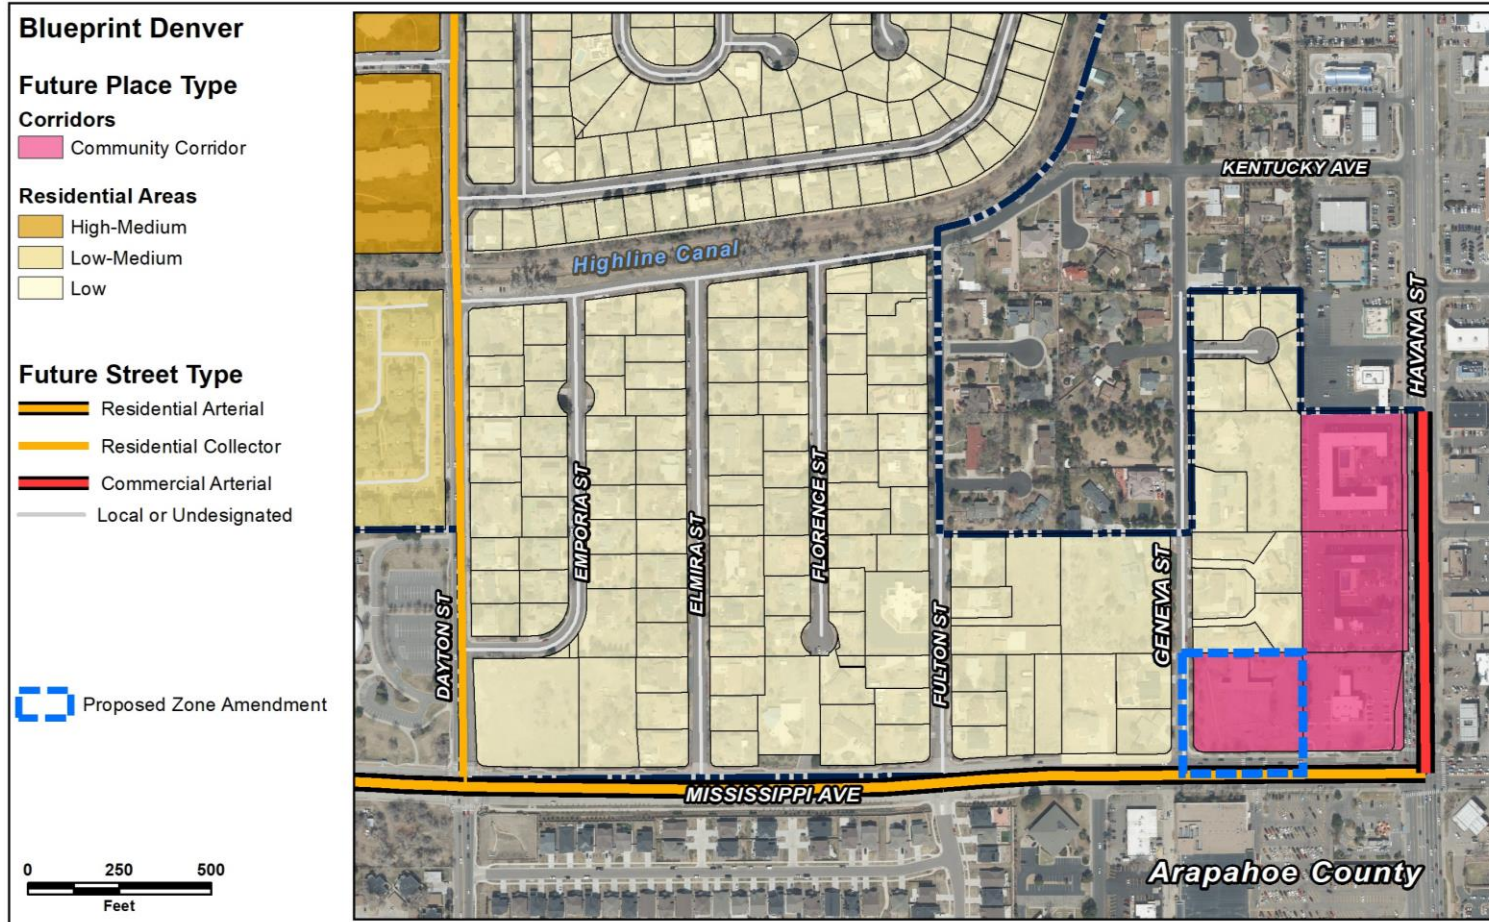 Blueprint Denver
Future Place Type
Corridors
Community Corridor
Residential Areas
High-Medium
Low-Medium
Low
Future Street Type
Residential Arterial
Residential Collector
Commercial Arterial
Local or Undesignated
Proposed Zone Amendment
0 250 500
Feet
KENTUCKY AVE
Highline Canal
HAVANA ST
EMPORIA ST
ELMIRA ST
FLORENCE ST
DAYTON ST
FULTON ST
GENEVA ST
MISSISSIPPI AVE
Arapahoe County